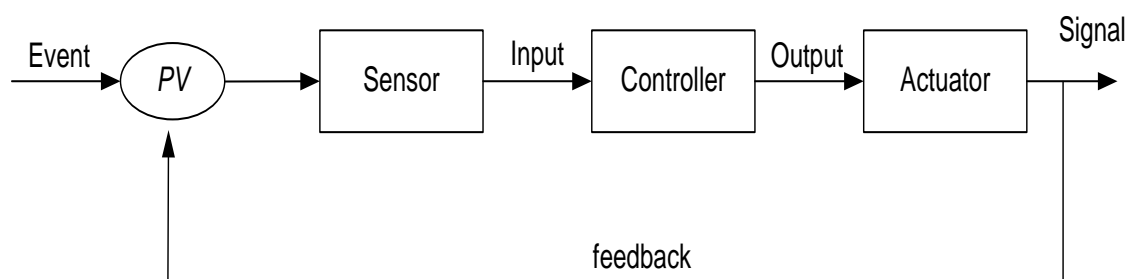 Event
PV
Sensor
Input
Controller
Output
Actuator
Signal
feedback